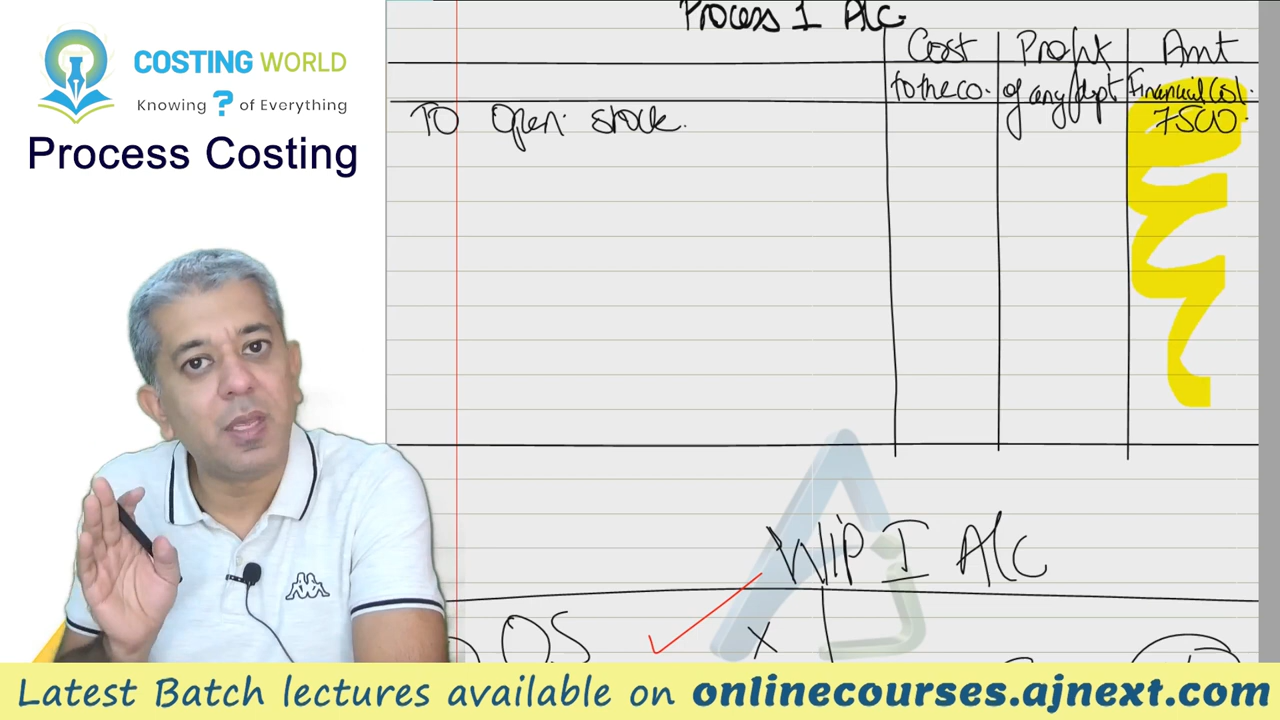 COSTING WORLD
Knowing ? of Everything
Process Costing
Process I A/c.
Cost Profit Amt
to the co. of any dept Financial Cost.
To Open. stock. 7500.
WIP I A/c
O.S x
Latest Batch lectures available on onlinecourses.ajnext.com